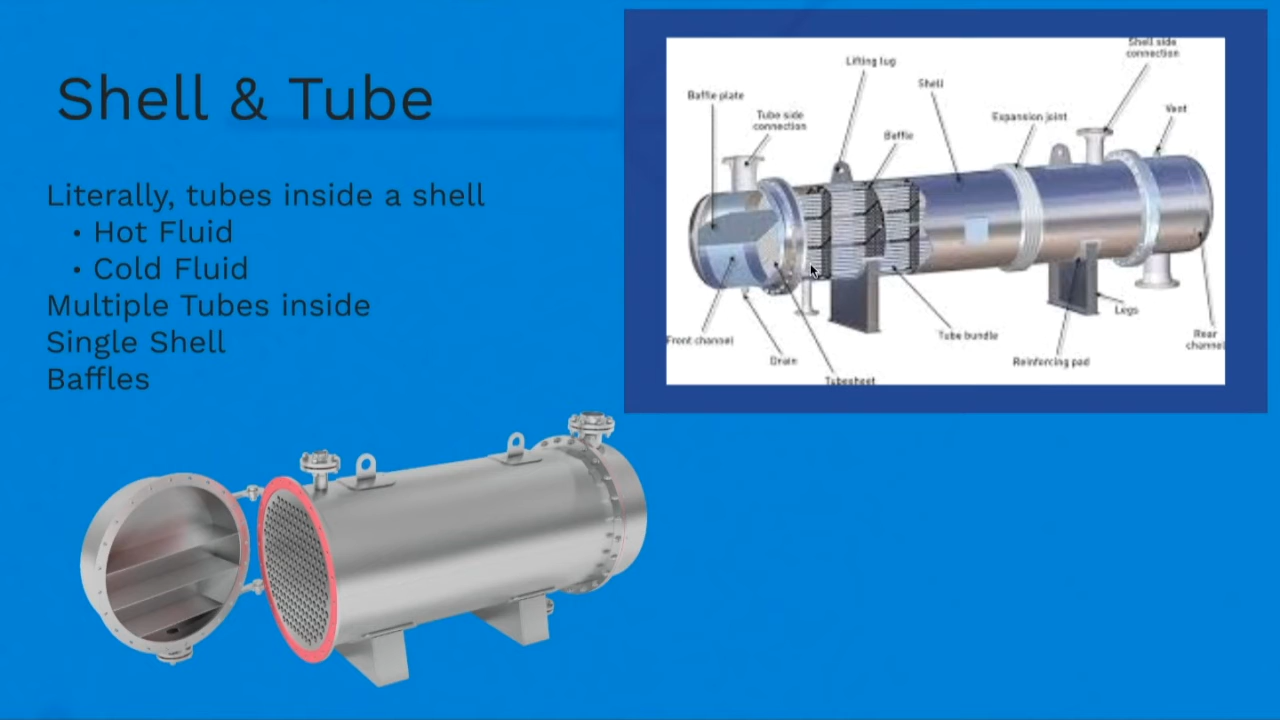 Shell & Tube
Literally, tubes inside a shell
• Hot Fluid
• Cold Fluid
Multiple Tubes inside
Single Shell
Baffles
Shell side
connection
Lifting lug
Shell
Baffle plate
Tube side
connection
Expansion joint
Vent
Baffle
Legs
Front channel
Drain
Tube bundle
Rear
channel
Reinforcing pad
Tubesheet